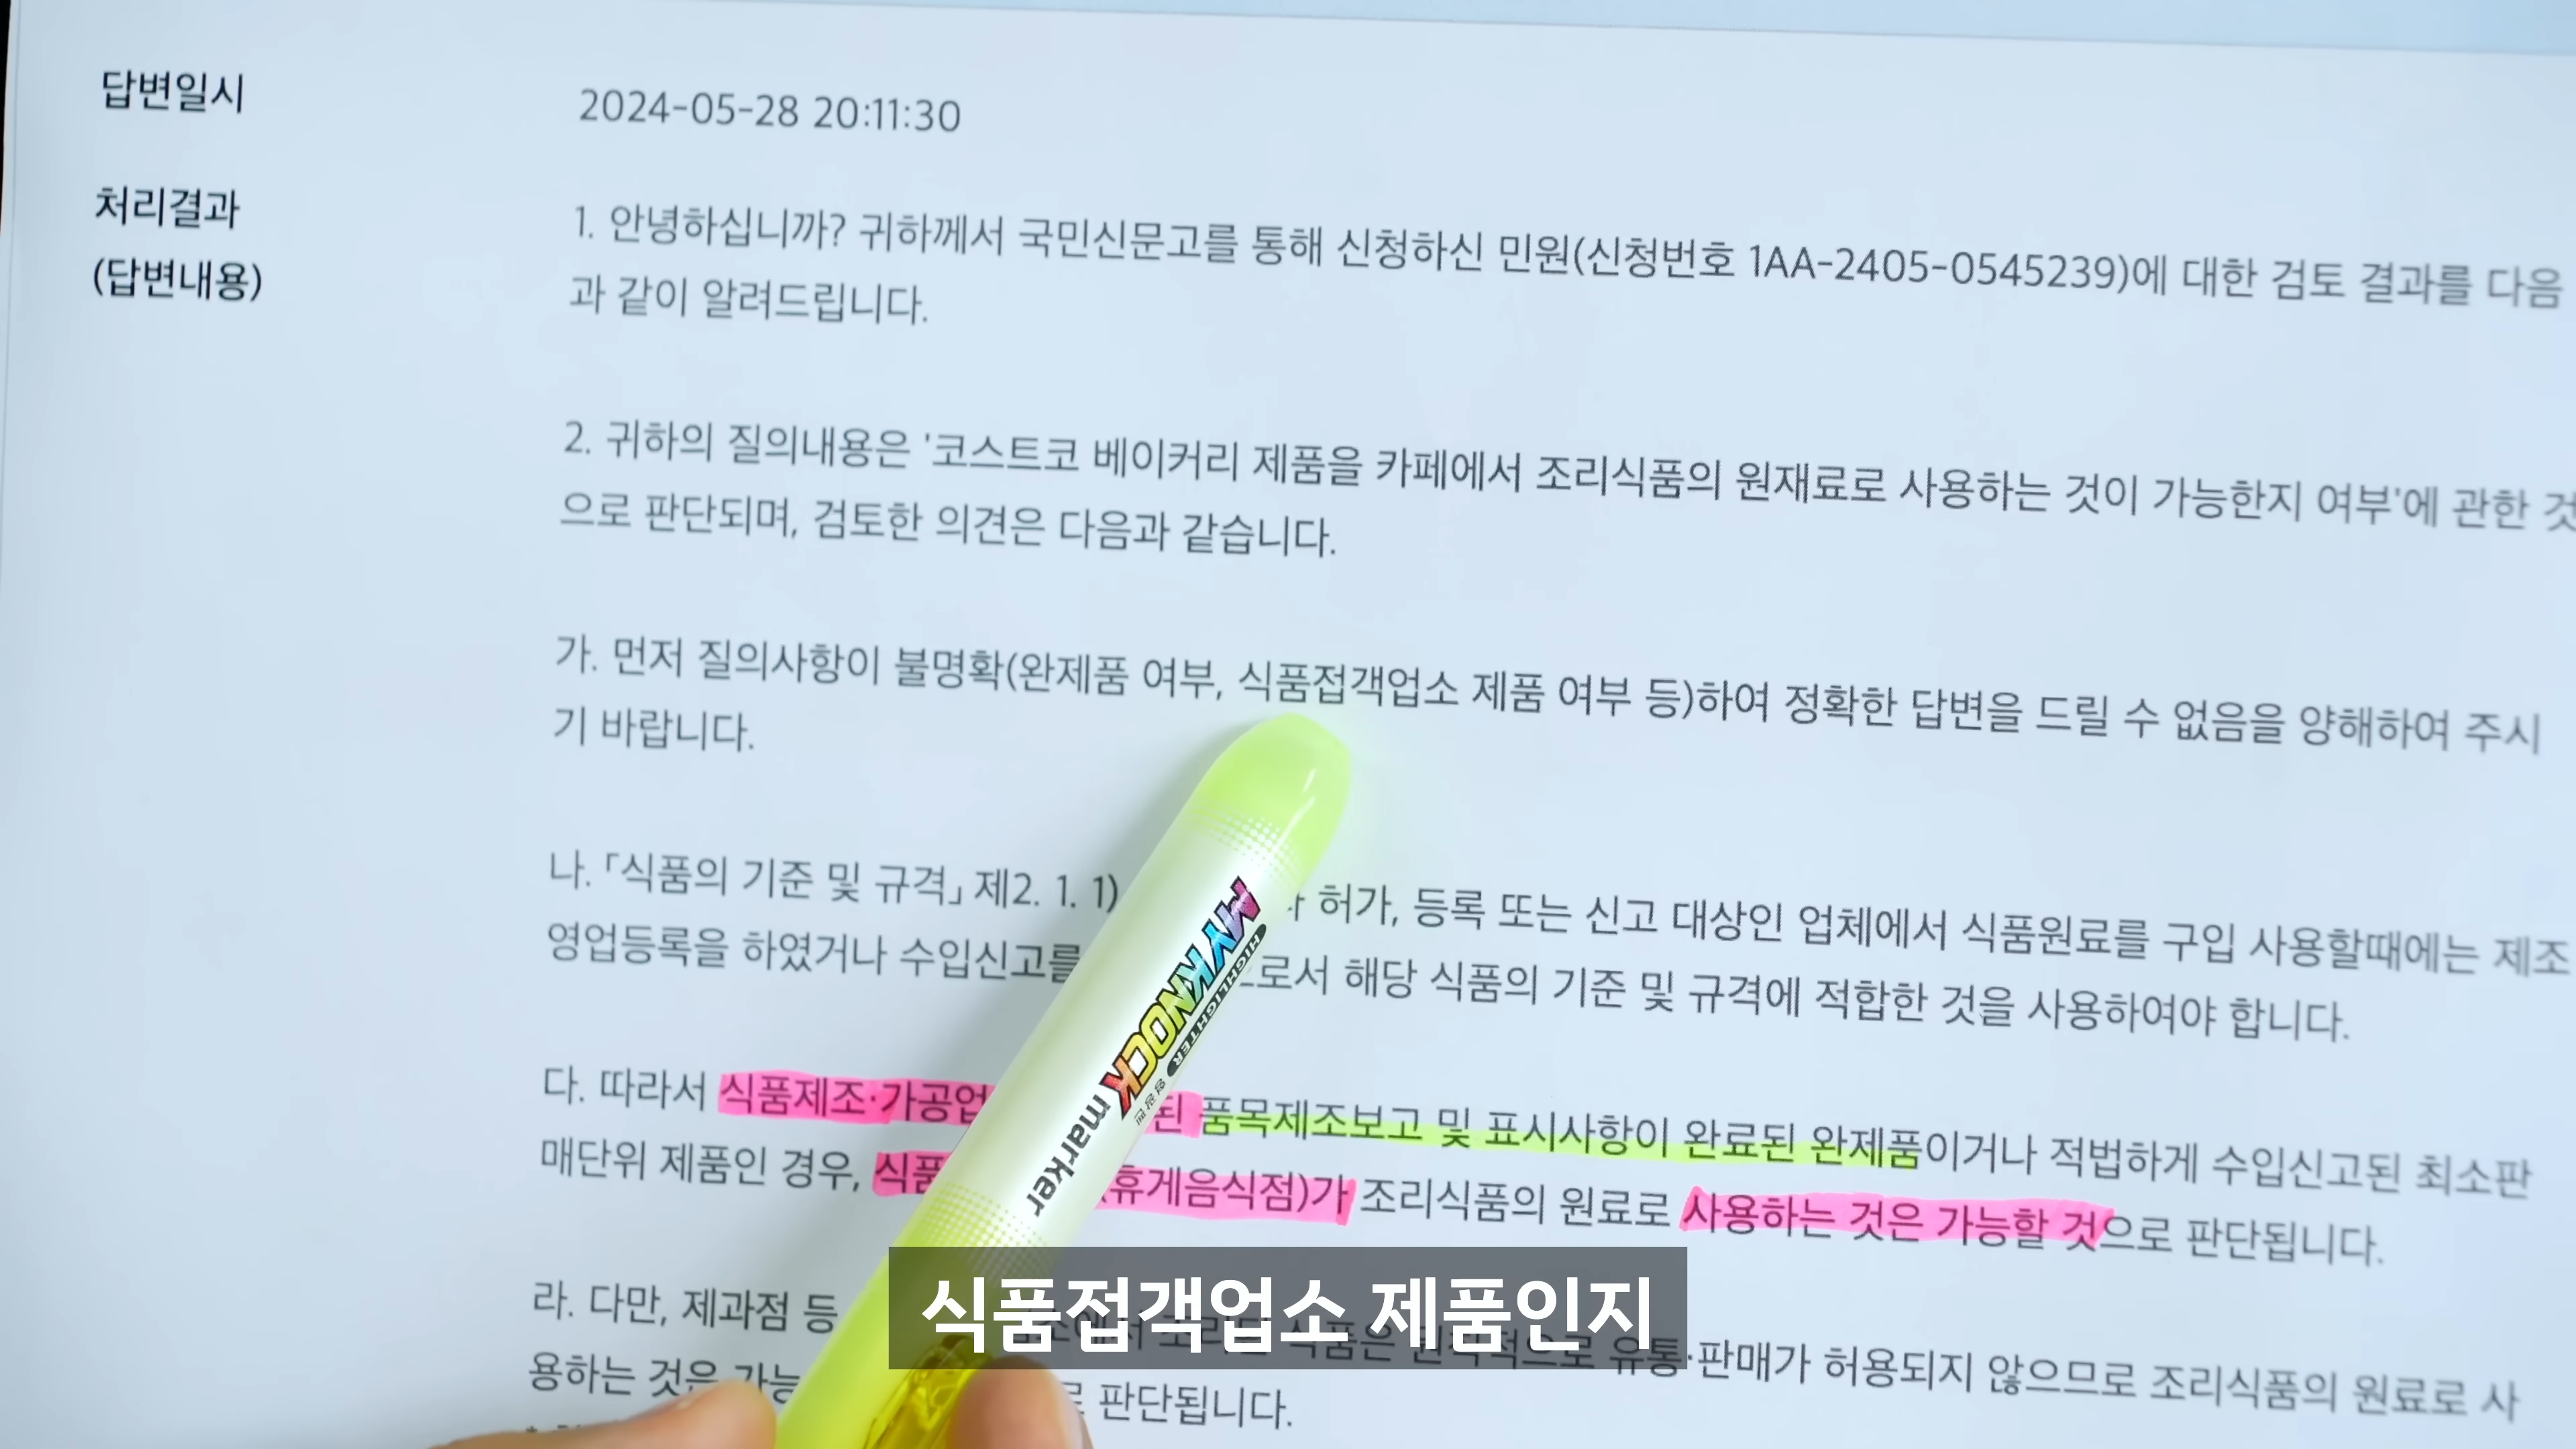 답변일시
2024-05-28 20:11:30
처리결과
(답변내용)
1. 안녕하십니까? 귀하께서 국민신문고를 통해 신청하신 민원(신청번호 1AA-2405-0545239)에 대한 검토 결과를 다음
과 같이 알려드립니다.
2. 귀하의 질의내용은 '코스트코 베이커리 제품을 카페에서 조리식품의 원재료로 사용하는 것이 가능한지 여부'에 관한 것
으로 판단되며, 검토한 의견은 다음과 같습니다.
가. 먼저 질의사항이 불명확(완제품 여부, 식품접객업소 제품 여부 등)하여 정확한 답변을 드릴 수 없음을 양해하여 주시
기 바랍니다.
나. 「식품의 기준 및 규격」 제2. 1. 1) 허가, 등록 또는 신고 대상인 업체에서 식품원료를 구입 사용할때에는 제조
영업등록을 하였거나 수입신고를 로서 해당 식품의 기준 및 규격에 적합한 것을 사용하여야 합니다.
다. 따라서 식품제조·가공업 된 품목제조보고 및 표시사항이 완료된 완제품이거나 적법하게 수입신고된 최소판
매단위 제품인 경우, 식품 (휴게음식점)가 조리식품의 원료로 사용하는 것은 가능할 것으로 판단됩니다.
라. 다만, 제과점 등 식품은 원칙적으로 유통·판매가 허용되지 않으므로 조리식품의 원료로 사
용하는 것은 가능 판단됩니다.
MYKNOCK marker
HIGHLIGHTER
식품접객업소 제품인지